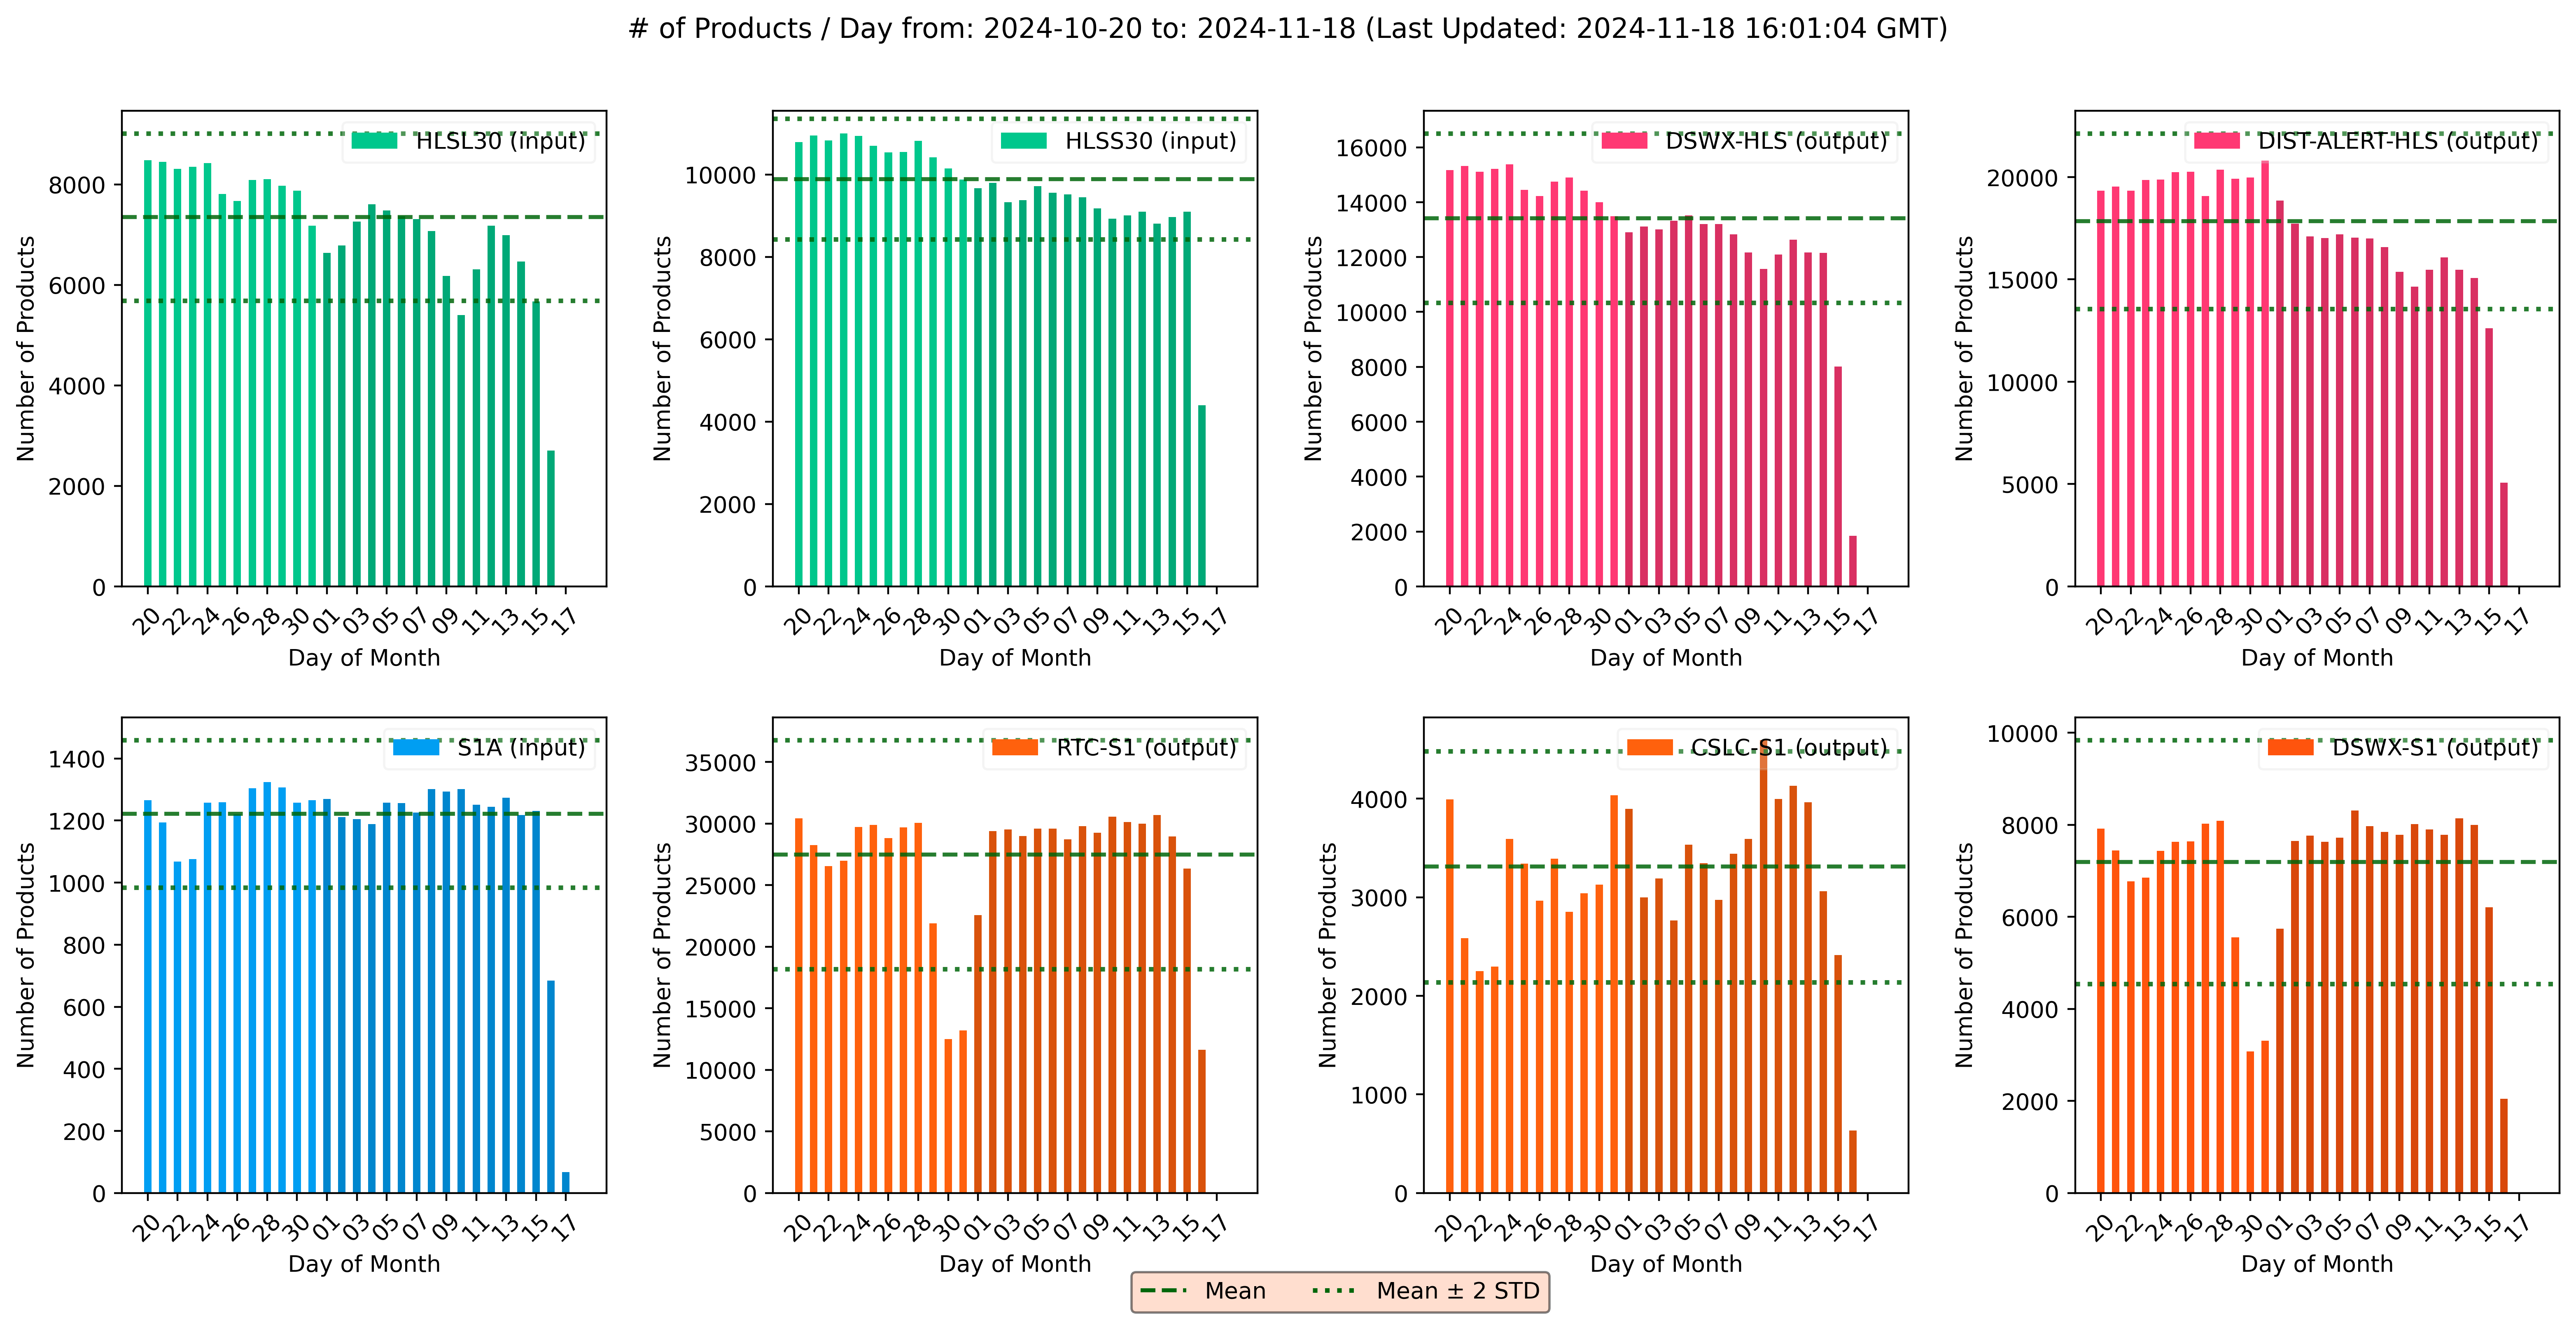 # of Products / Day from: 2024-10-20 to: 2024-11-18 (Last Updated: 2024-11-18 16:01:04 GMT)
HLSL30 (input)
Number of Products
8000
6000
4000
2000
0
20 22 24 26 28 30 01 03 05 07 09 11 13 15 17
Day of Month
HLSS30 (input)
Number of Products
10000
8000
6000
4000
2000
0
20 22 24 26 28 30 01 03 05 07 09 11 13 15 17
Day of Month
DSWX-HLS (output)
Number of Products
16000
14000
12000
10000
8000
6000
4000
2000
0
20 22 24 26 28 30 01 03 05 07 09 11 13 15 17
Day of Month
DIST-ALERT-HLS (output)
Number of Products
20000
15000
10000
5000
0
20 22 24 26 28 30 01 03 05 07 09 11 13 15 17
Day of Month
S1A (input)
Number of Products
1400
1200
1000
800
600
400
200
0
20 22 24 26 28 30 01 03 05 07 09 11 13 15 17
Day of Month
RTC-S1 (output)
Number of Products
35000
30000
25000
20000
15000
10000
5000
0
20 22 24 26 28 30 01 03 05 07 09 11 13 15 17
Day of Month
CSLC-S1 (output)
Number of Products
4000
3000
2000
1000
0
20 22 24 26 28 30 01 03 05 07 09 11 13 15 17
Day of Month
DSWX-S1 (output)
Number of Products
10000
8000
6000
4000
2000
0
20 22 24 26 28 30 01 03 05 07 09 11 13 15 17
Day of Month
Mean
Mean ± 2 STD